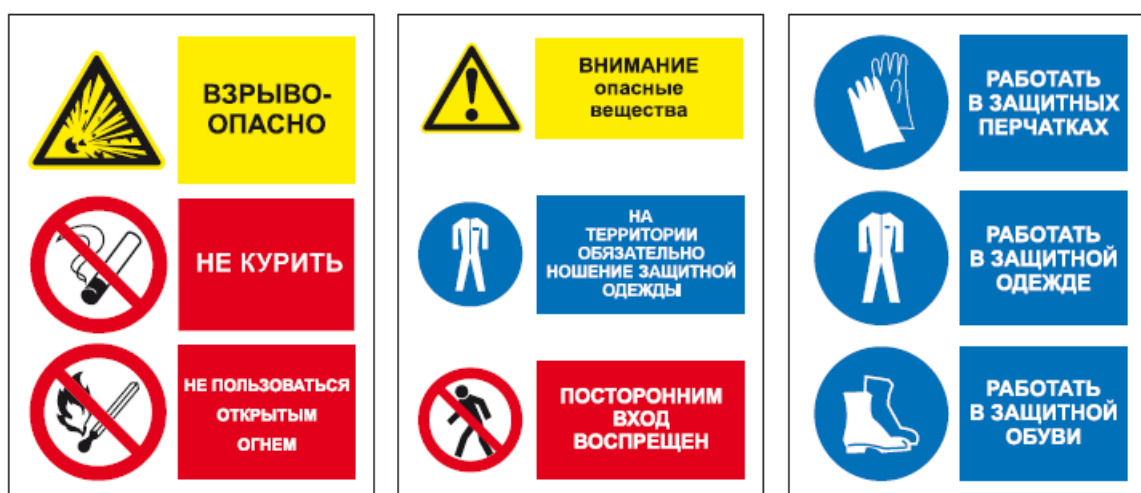 ВЗРЫВО-
ОПАСНО
НЕ КУРИТЬ
НЕ ПОЛЬЗОВАТЬСЯ
ОТКРЫТЫМ
ОГНЕМ
ВНИМАНИЕ
опасные
вещества
НА
ТЕРРИТОРИИ
ОБЯЗАТЕЛЬНО
НОШЕНИЕ ЗАЩИТНОЙ
ОДЕЖДЫ
ПОСТОРОННИМ
ВХОД
ВОСПРЕЩЕН
РАБОТАТЬ
В ЗАЩИТНЫХ
ПЕРЧАТКАХ
РАБОТАТЬ
В ЗАЩИТНОЙ
ОДЕЖДЕ
РАБОТАТЬ
В ЗАЩИТНОЙ
ОБУВИ